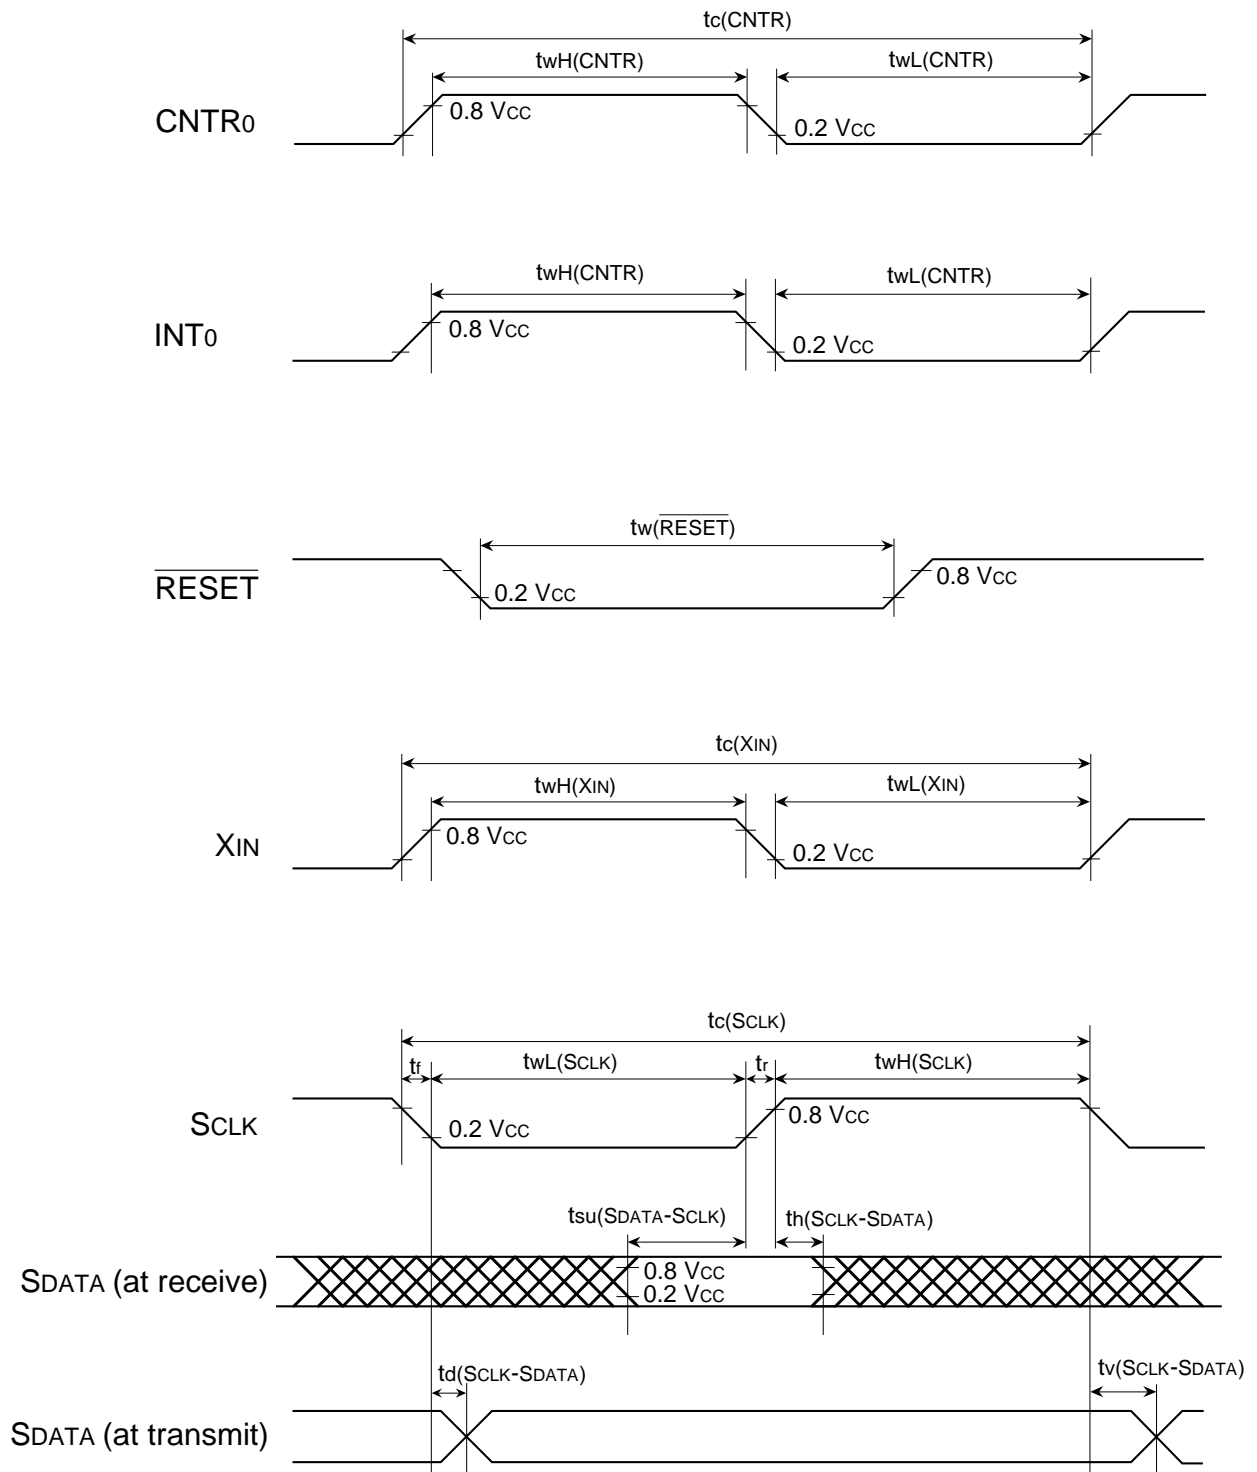 tc(CNTR)
twH(CNTR)
twL(CNTR)
CNTR0
0.8 VCC
0.2 VCC
twH(CNTR)
twL(CNTR)
INT0
0.8 VCC
0.2 VCC
tw(RESET)
RESET
0.2 VCC
0.8 VCC
tc(XIN)
twH(XIN)
twL(XIN)
XIN
0.8 VCC
0.2 VCC
tc(SCLK)
tf
twL(SCLK)
tr
twH(SCLK)
SCLK
0.2 VCC
0.8 VCC
tsu(SDATA-SCLK)
th(SCLK-SDATA)
SDATA (at receive)
0.8 VCC
0.2 VCC
td(SCLK-SDATA)
tv(SCLK-SDATA)
SDATA (at transmit)